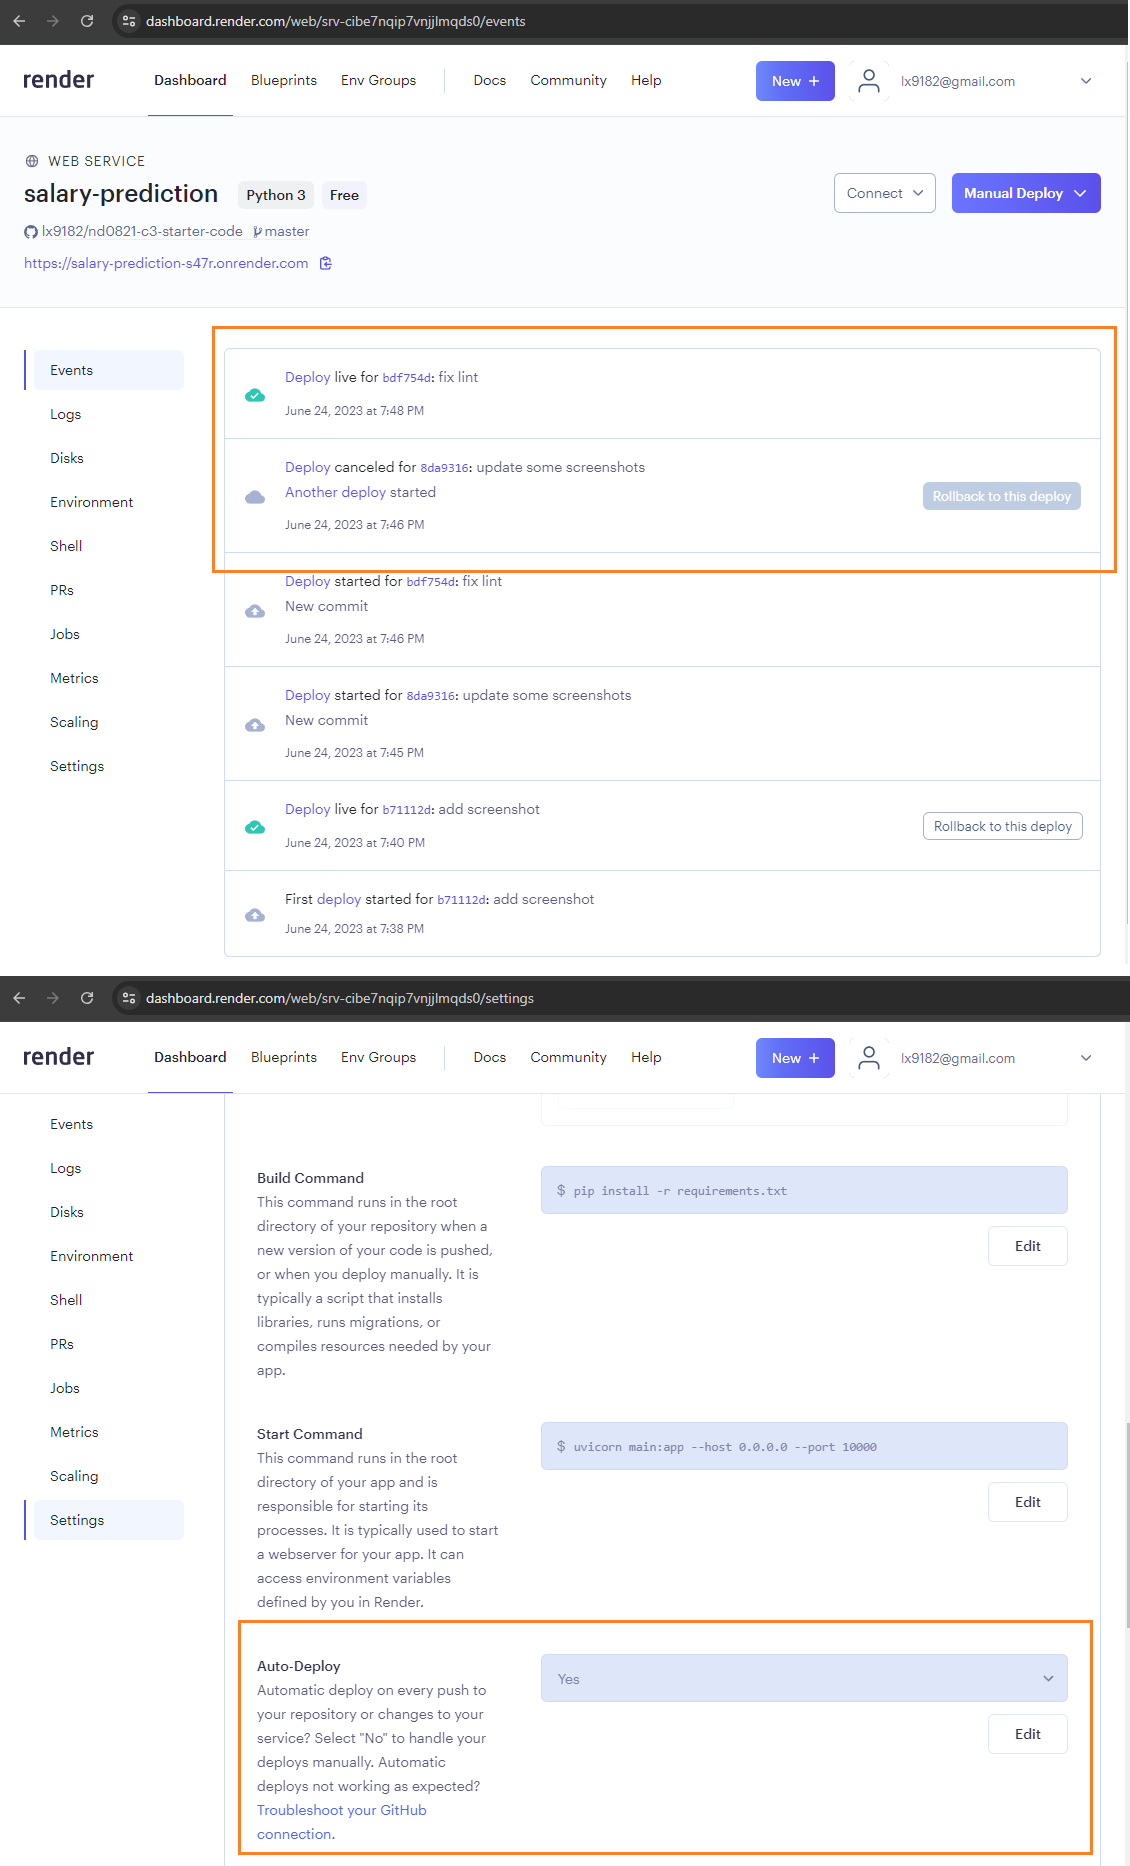 dashboard.render.com/web/srv-cibe7nqip7vnjjlmqds0/events
render Dashboard Blueprints Env Groups Docs Community Help New + lx9182@gmail.com
WEB SERVICE
salary-prediction Python 3 Free Connect Manual Deploy
lx9182/nd0821-c3-starter-code master
https://salary-prediction-s47r.onrender.com
Events
Logs
Disks
Environment
Shell
PRs
Jobs
Metrics
Scaling
Settings
Deploy live for bdf754d: fix lint
June 24, 2023 at 7:48 PM
Deploy canceled for 8da9316: update some screenshots
Another deploy started
Rollback to this deploy
June 24, 2023 at 7:46 PM
Deploy started for bdf754d: fix lint
New commit
June 24, 2023 at 7:46 PM
Deploy started for 8da9316: update some screenshots
New commit
June 24, 2023 at 7:45 PM
Deploy live for b71112d: add screenshot
Rollback to this deploy
June 24, 2023 at 7:40 PM
First deploy started for b71112d: add screenshot
June 24, 2023 at 7:38 PM
dashboard.render.com/web/srv-cibe7nqip7vnjjlmqds0/settings
render Dashboard Blueprints Env Groups Docs Community Help New + lx9182@gmail.com
Events
Logs
Disks
Environment
Shell
PRs
Jobs
Metrics
Scaling
Settings
Build Command
This command runs in the root
directory of your repository when a
new version of your code is pushed,
or when you deploy manually. It is
typically a script that installs
libraries, runs migrations, or
compiles resources needed by your
app.
$ pip install -r requirements.txt
Edit
Start Command
This command runs in the root
directory of your app and is
responsible for starting its
processes. It is typically used to start
a webserver for your app. It can
access environment variables
defined by you in Render.
$ uvicorn main:app --host 0.0.0.0 --port 10000
Edit
Auto-Deploy
Automatic deploy on every push to
your repository or changes to your
service? Select "No" to handle your
deploys manually. Automatic
deploys not working as expected?
Troubleshoot your GitHub
connection.
Yes
Edit